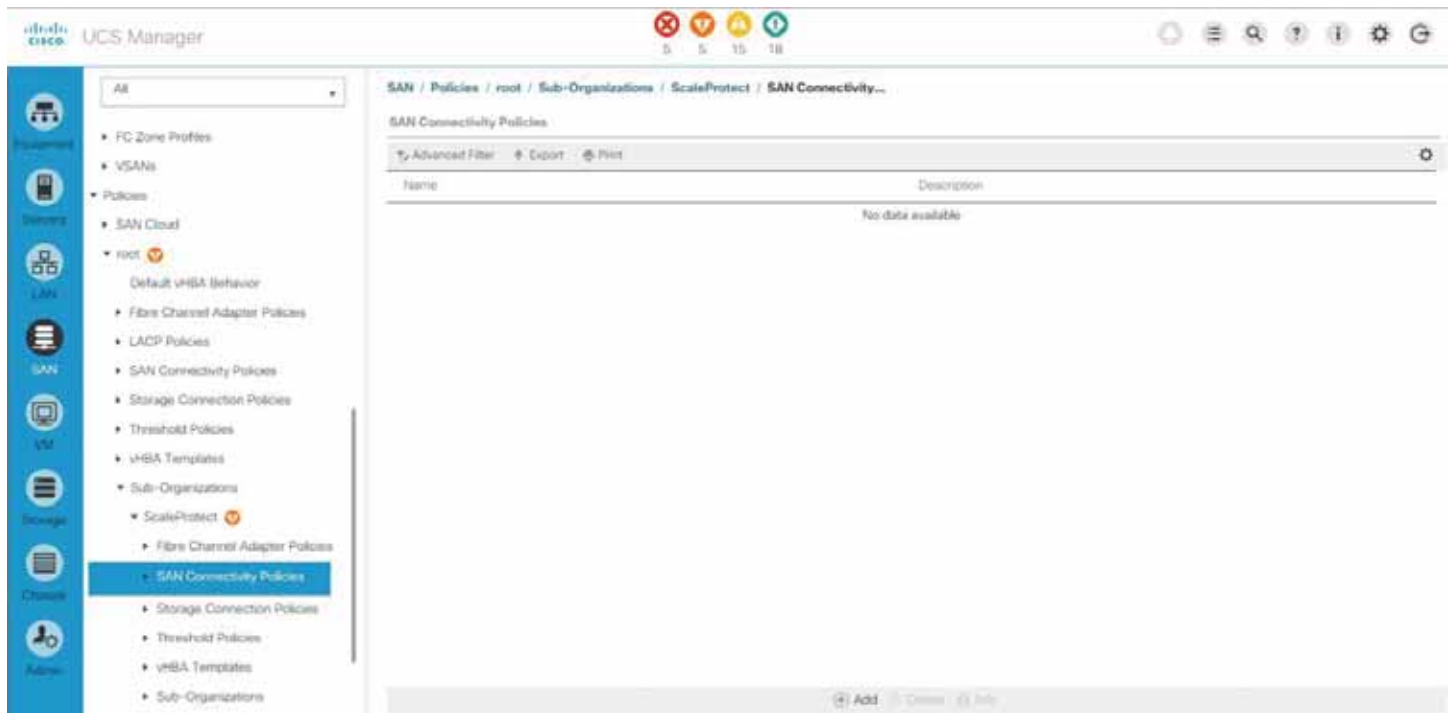 cisco
UCS Manager
5
5
15
18
Equipment
Servers
LAN
SAN
VM
Storage
Chassis
Admin
All
FC Zone Profiles
VSANs
Policies
SAN Cloud
root
Default vHBA Behavior
Fibre Channel Adapter Policies
LACP Policies
SAN Connectivity Policies
Storage Connection Policies
Threshold Policies
vHBA Templates
Sub-Organizations
ScaleProtect
Fibre Channel Adapter Policies
SAN Connectivity Policies
Storage Connection Policies
Threshold Policies
vHBA Templates
Sub-Organizations
SAN / Policies / root / Sub-Organizations / ScaleProtect / SAN Connectivity...
SAN Connectivity Policies
Advanced Filter Export Print
Name Description
No data available
Add Delete Info